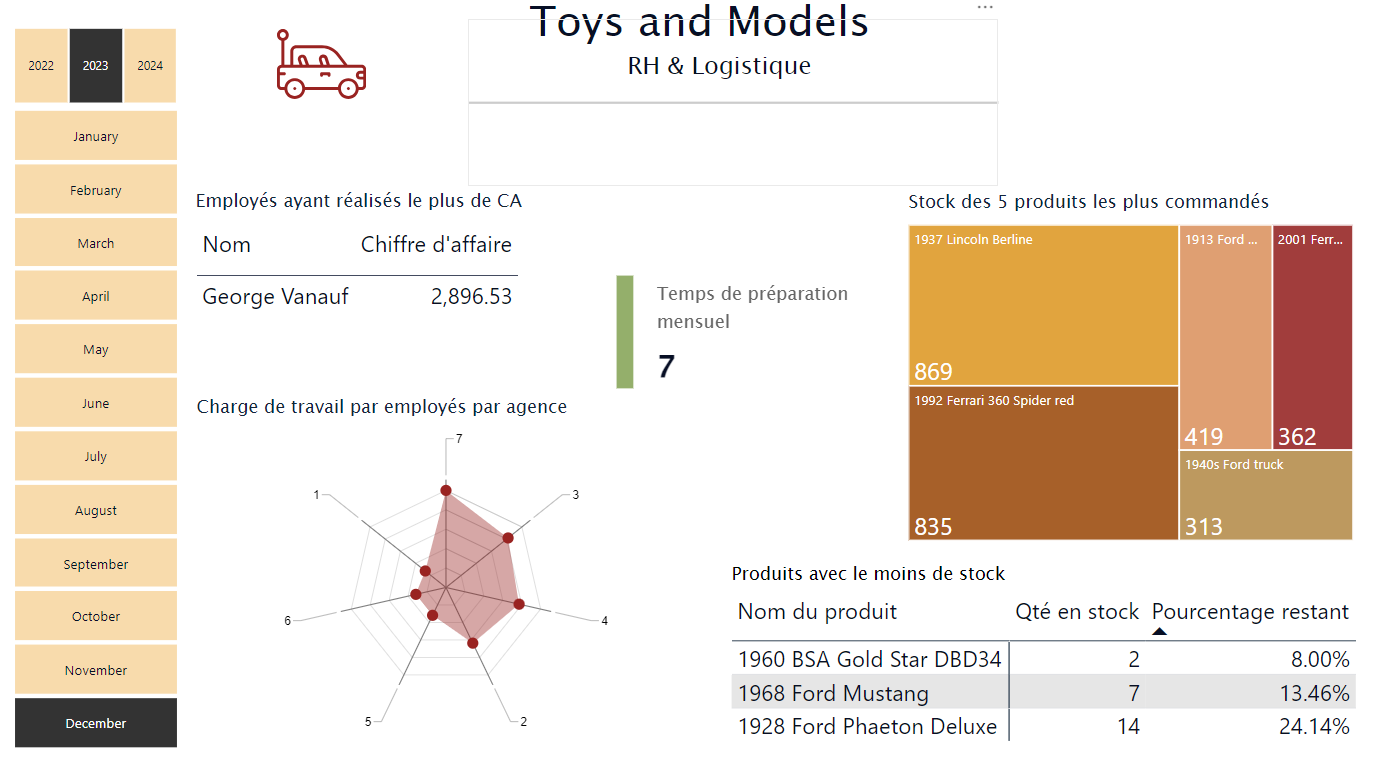 Toys and Models
RH & Logistique
2022 2023 2024
January
February
March
April
May
June
July
August
September
October
November
December
Employés ayant réalisés le plus de CA
Nom Chiffre d'affaire
George Vanauf 2,896.53
Temps de préparation
mensuel
7
Charge de travail par employés par agence
7
1
3
6
4
5
2
Stock des 5 produits les plus commandés
1937 Lincoln Berline
869
1992 Ferrari 360 Spider red
835
1913 Ford ...
419
2001 Ferr...
362
1940s Ford truck
313
Produits avec le moins de stock
Nom du produit Qté en stock Pourcentage restant
1960 BSA Gold Star DBD34 2 8.00%
1968 Ford Mustang 7 13.46%
1928 Ford Phaeton Deluxe 14 24.14%